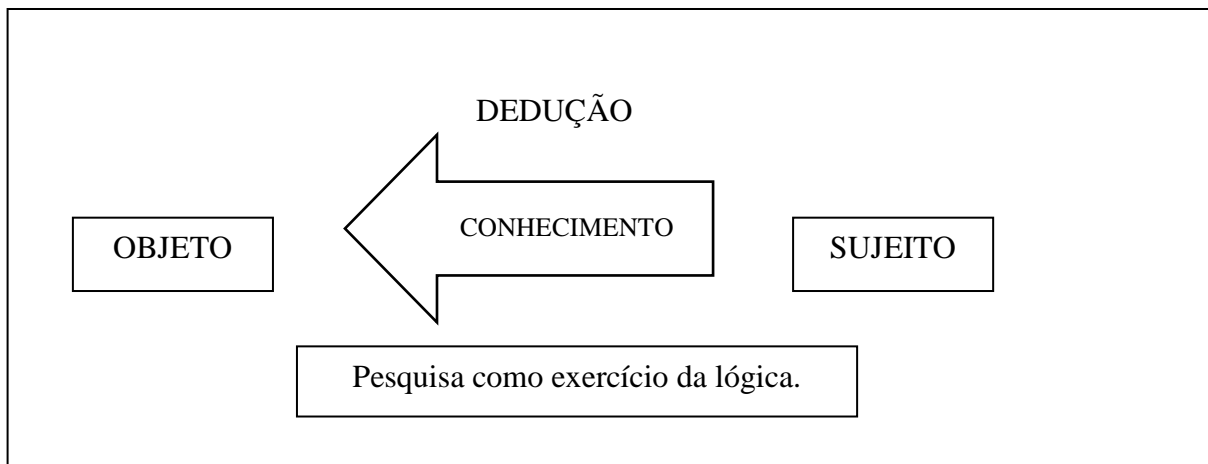 DEDUÇÃO
OBJETO
CONHECIMENTO
SUJEITO
Pesquisa como exercício da lógica.